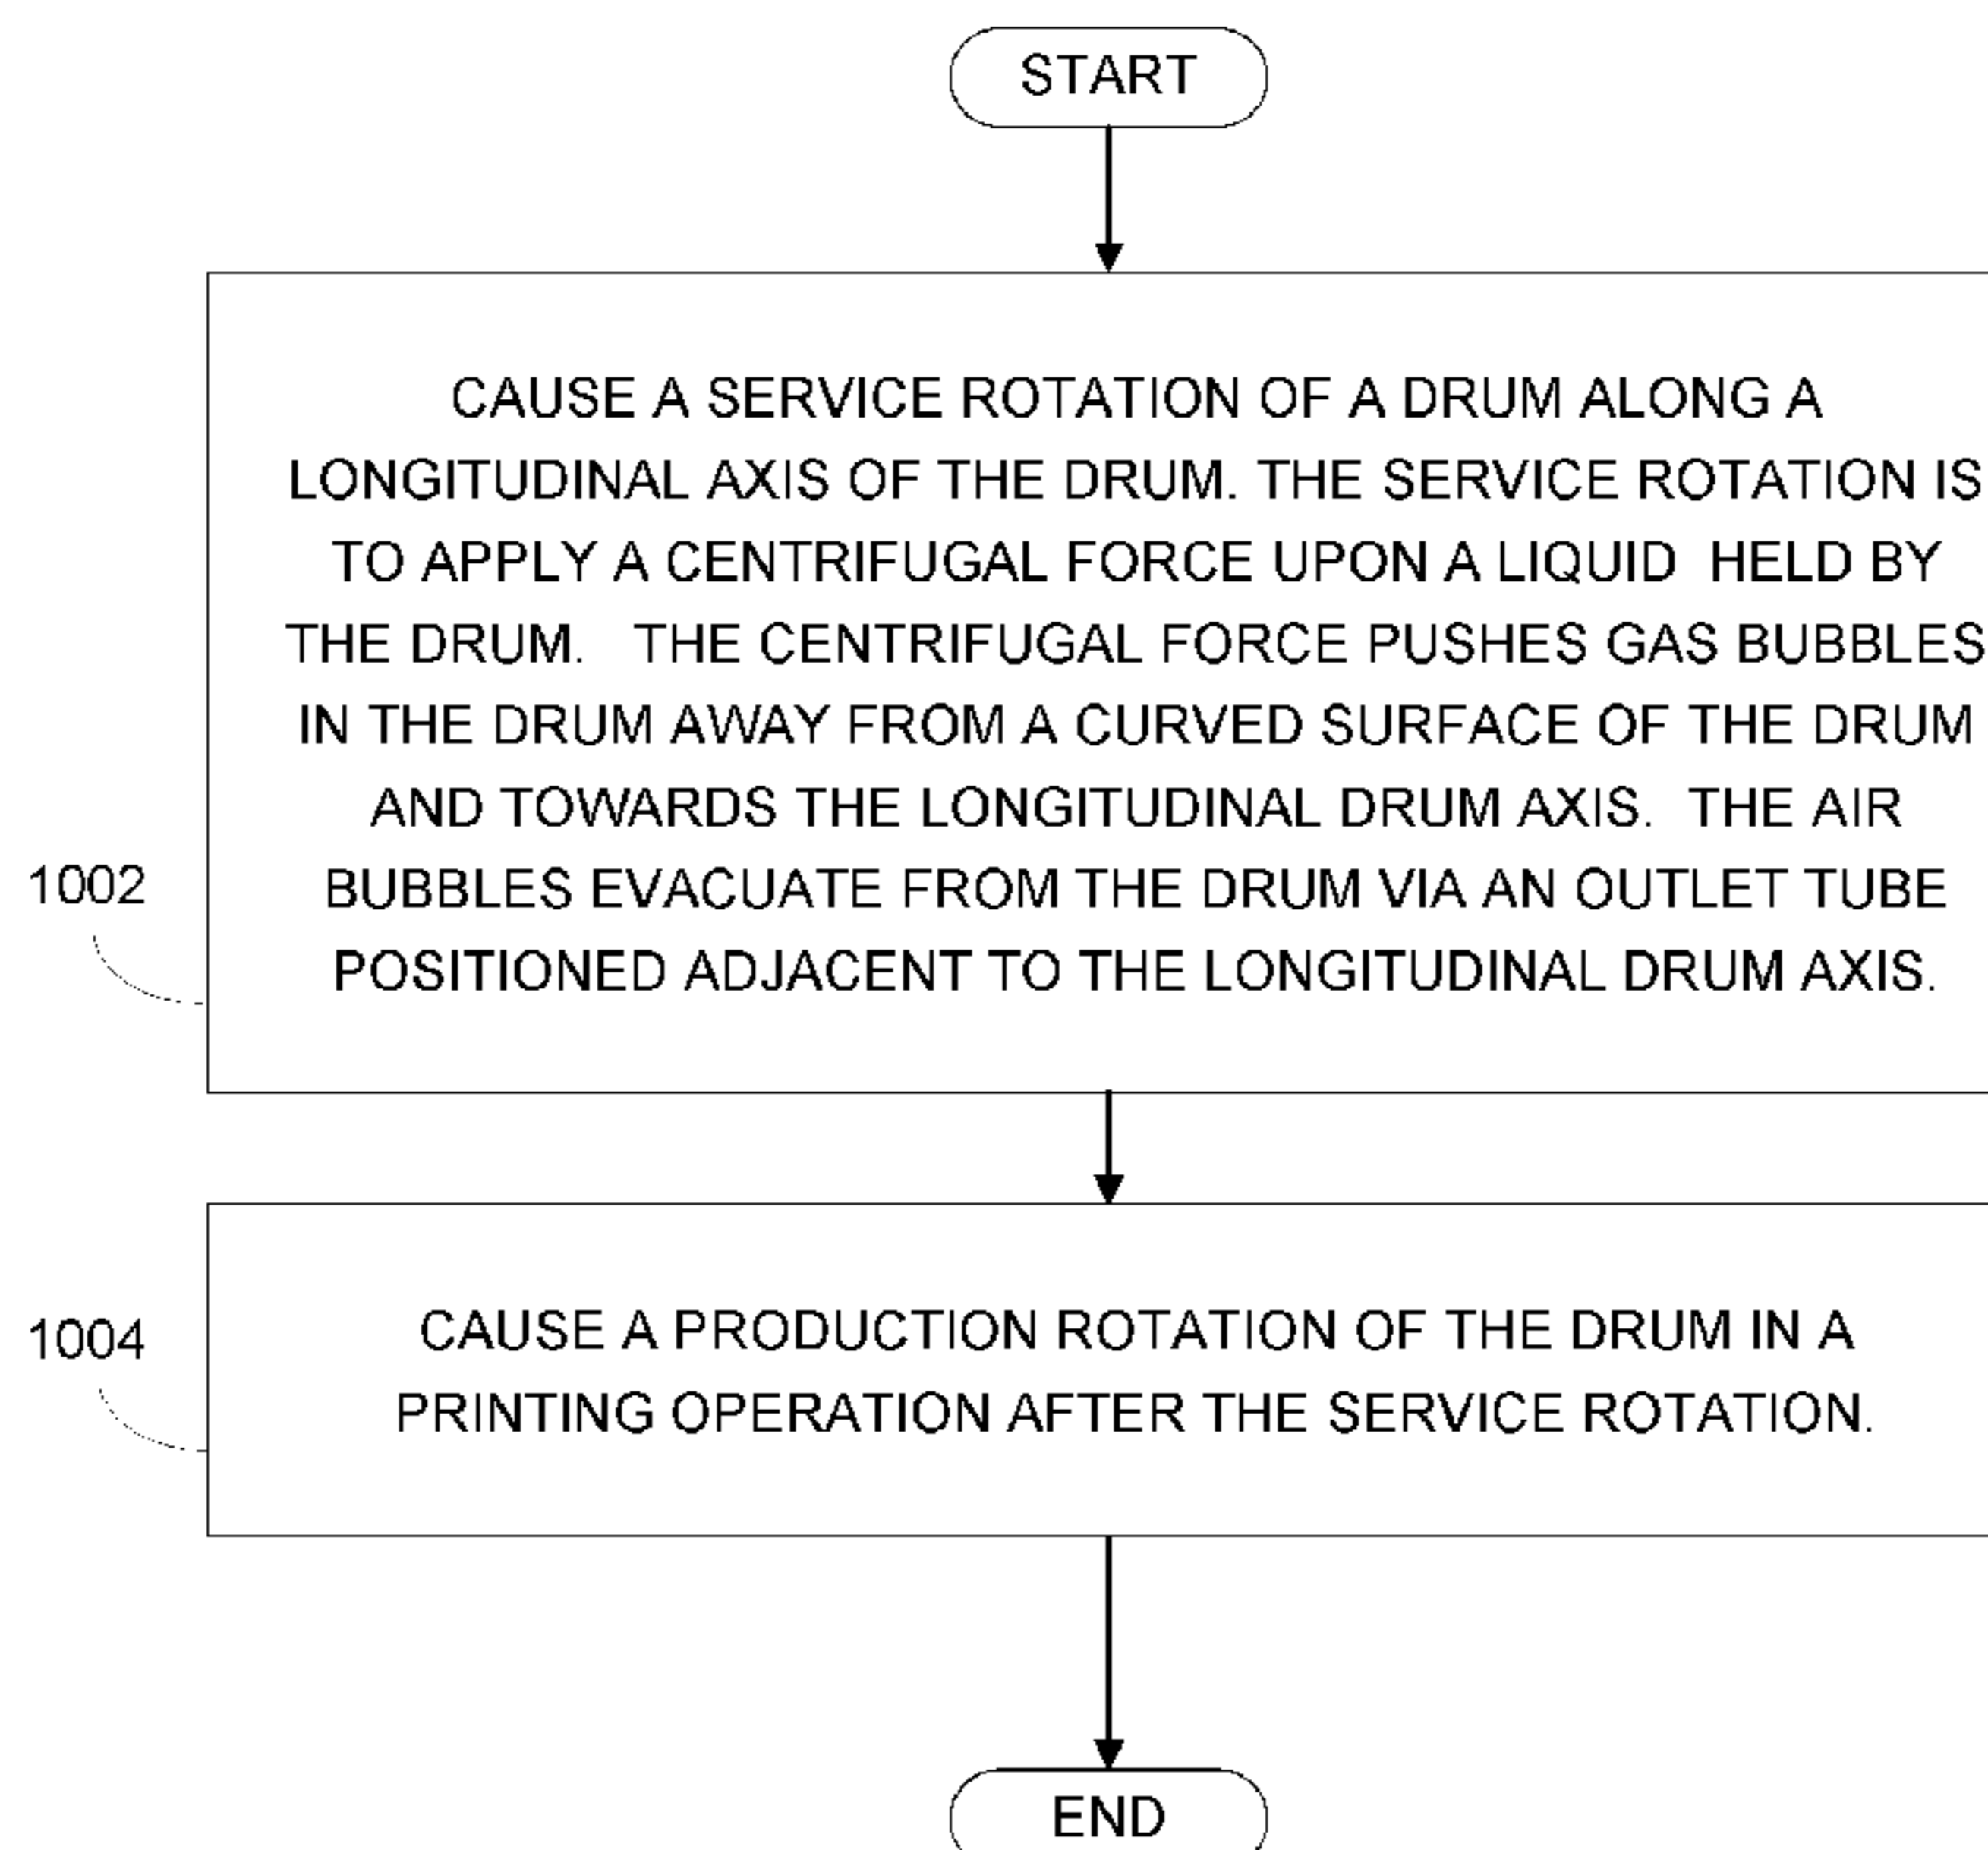 START
CAUSE A SERVICE ROTATION OF A DRUM ALONG A
LONGITUDINAL AXIS OF THE DRUM. THE SERVICE ROTATION IS
TO APPLY A CENTRIFUGAL FORCE UPON A LIQUID HELD BY
THE DRUM. THE CENTRIFUGAL FORCE PUSHES GAS BUBBLES
IN THE DRUM AWAY FROM A CURVED SURFACE OF THE DRUM
AND TOWARDS THE LONGITUDINAL DRUM AXIS. THE AIR
BUBBLES EVACUATE FROM THE DRUM VIA AN OUTLET TUBE
POSITIONED ADJACENT TO THE LONGITUDINAL DRUM AXIS.
1002
CAUSE A PRODUCTION ROTATION OF THE DRUM IN A
PRINTING OPERATION AFTER THE SERVICE ROTATION.
1004
END